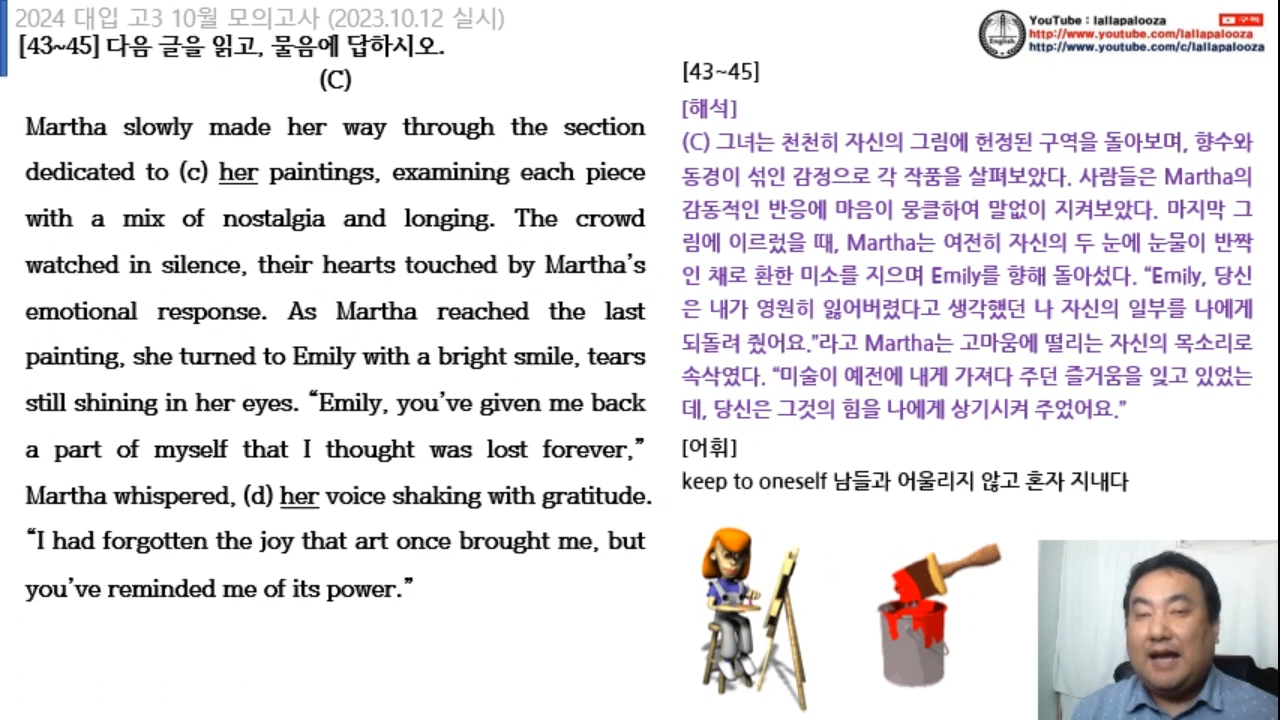 2024 대입 고3 10월 모의고사 (2023.10.12 실시)
[43~45] 다음 글을 읽고, 물음에 답하시오.
(C)
Martha slowly made her way through the section
dedicated to (c) her paintings, examining each piece
with a mix of nostalgia and longing. The crowd
watched in silence, their hearts touched by Martha's
emotional response. As Martha reached the last
painting, she turned to Emily with a bright smile, tears
still shining in her eyes. “Emily, you've given me back
a part of myself that I thought was lost forever,”
Martha whispered, (d) her voice shaking with gratitude.
“I had forgotten the joy that art once brought me, but
you've reminded me of its power.”
English
YouTube : lallapalooza
구독
http://www.youtube.com/lallapalooza
http://www.youtube.com/c/lallapalooza
[43~45]
[해석]
(C) 그녀는 천천히 자신의 그림에 헌정된 구역을 돌아보며, 향수와
동경이 섞인 감정으로 각 작품을 살펴보았다. 사람들은 Martha의
감동적인 반응에 마음이 뭉클하여 말없이 지켜보았다. 마지막 그
림에 이르렀을 때, Martha는 여전히 자신의 두 눈에 눈물이 반짝
인 채로 환한 미소를 지으며 Emily를 향해 돌아섰다. “Emily, 당신
은 내가 영원히 잃어버렸다고 생각했던 나 자신의 일부를 나에게
되돌려 줬어요.”라고 Martha는 고마움에 떨리는 자신의 목소리로
속삭였다. “미술이 예전에 내게 가져다 주던 즐거움을 잊고 있었는
데, 당신은 그것의 힘을 나에게 상기시켜 주었어요.”
[어휘]
keep to oneself 남들과 어울리지 않고 혼자 지내다